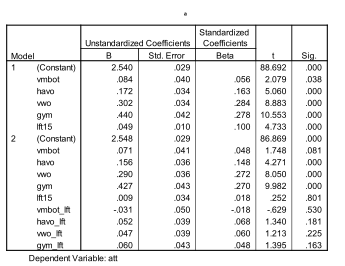 a
Unstandardized Coefficients Standardized Coefficients
Model B Std. Error Beta t Sig.
1 (Constant) 2.540 .029 88.692 .000
vmbot .084 .040 .056 2.079 .038
havo .172 .034 .163 5.060 .000
vwo .302 .034 .284 8.883 .000
gym .440 .042 .278 10.553 .000
lft15 .049 .010 .100 4.733 .000
2 (Constant) 2.548 .029 86.869 .000
vmbot .071 .041 .048 1.748 .081
havo .156 .036 .148 4.271 .000
vwo .290 .036 .272 8.050 .000
gym .427 .043 .270 9.982 .000
lft15 .009 .034 .018 .252 .801
vmbot_lft -.031 .050 -.018 -.629 .530
havo_lft .052 .039 .068 1.340 .181
vwo_lft .047 .039 .060 1.213 .225
gym_lft .060 .043 .048 1.395 .163
Dependent Variable: att